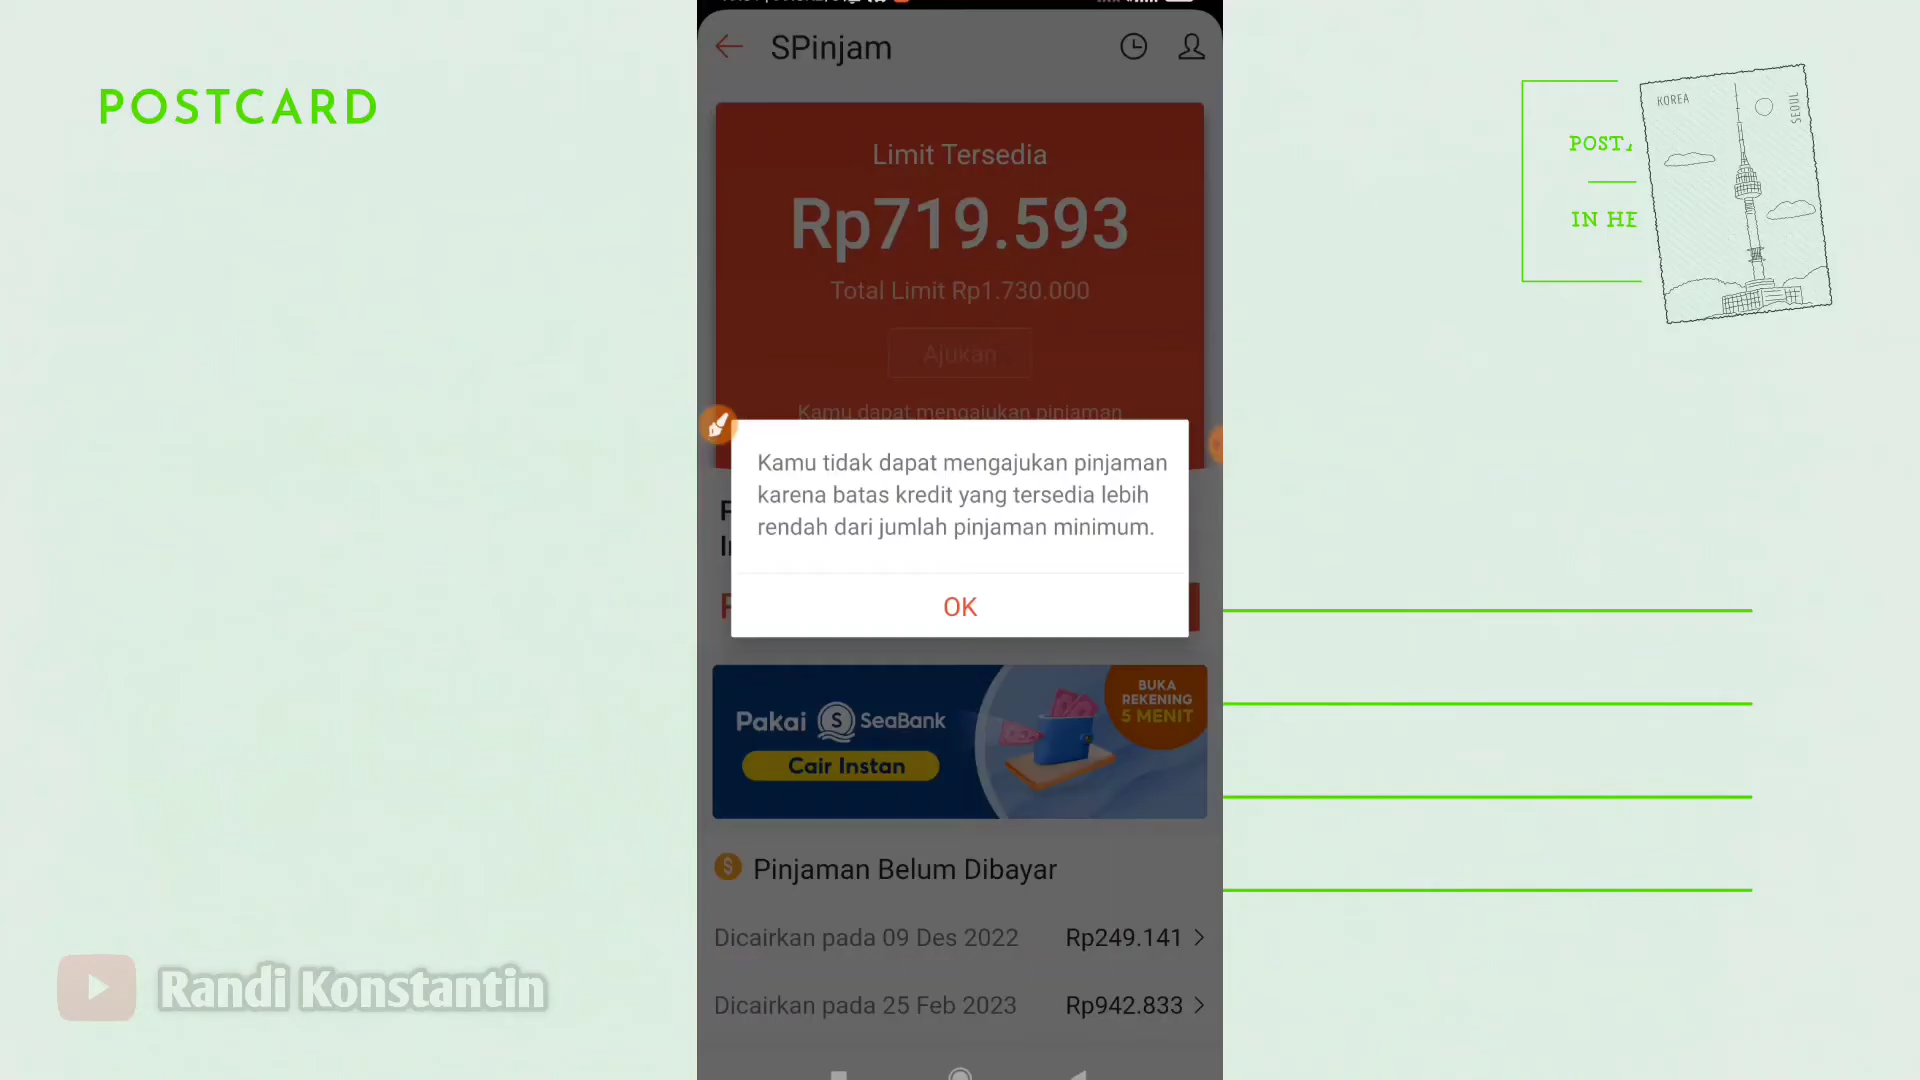 POSTCARD
KOREA
SEOUL
POST
IN HE
SPinjam
Limit Tersedia
Rp719.593
Total Limit Rp1.730.000
Ajukan
Kamu dapat mengajukan pinjaman
Kamu tidak dapat mengajukan pinjaman
karena batas kredit yang tersedia lebih
rendah dari jumlah pinjaman minimum.
OK
Pakai SeaBank
Cair Instan
BUKA
REKENING
5 MENIT
Pinjaman Belum Dibayar
Dicairkan pada 09 Des 2022 Rp249.141
Dicairkan pada 25 Feb 2023 Rp942.833
Randi Konstantin